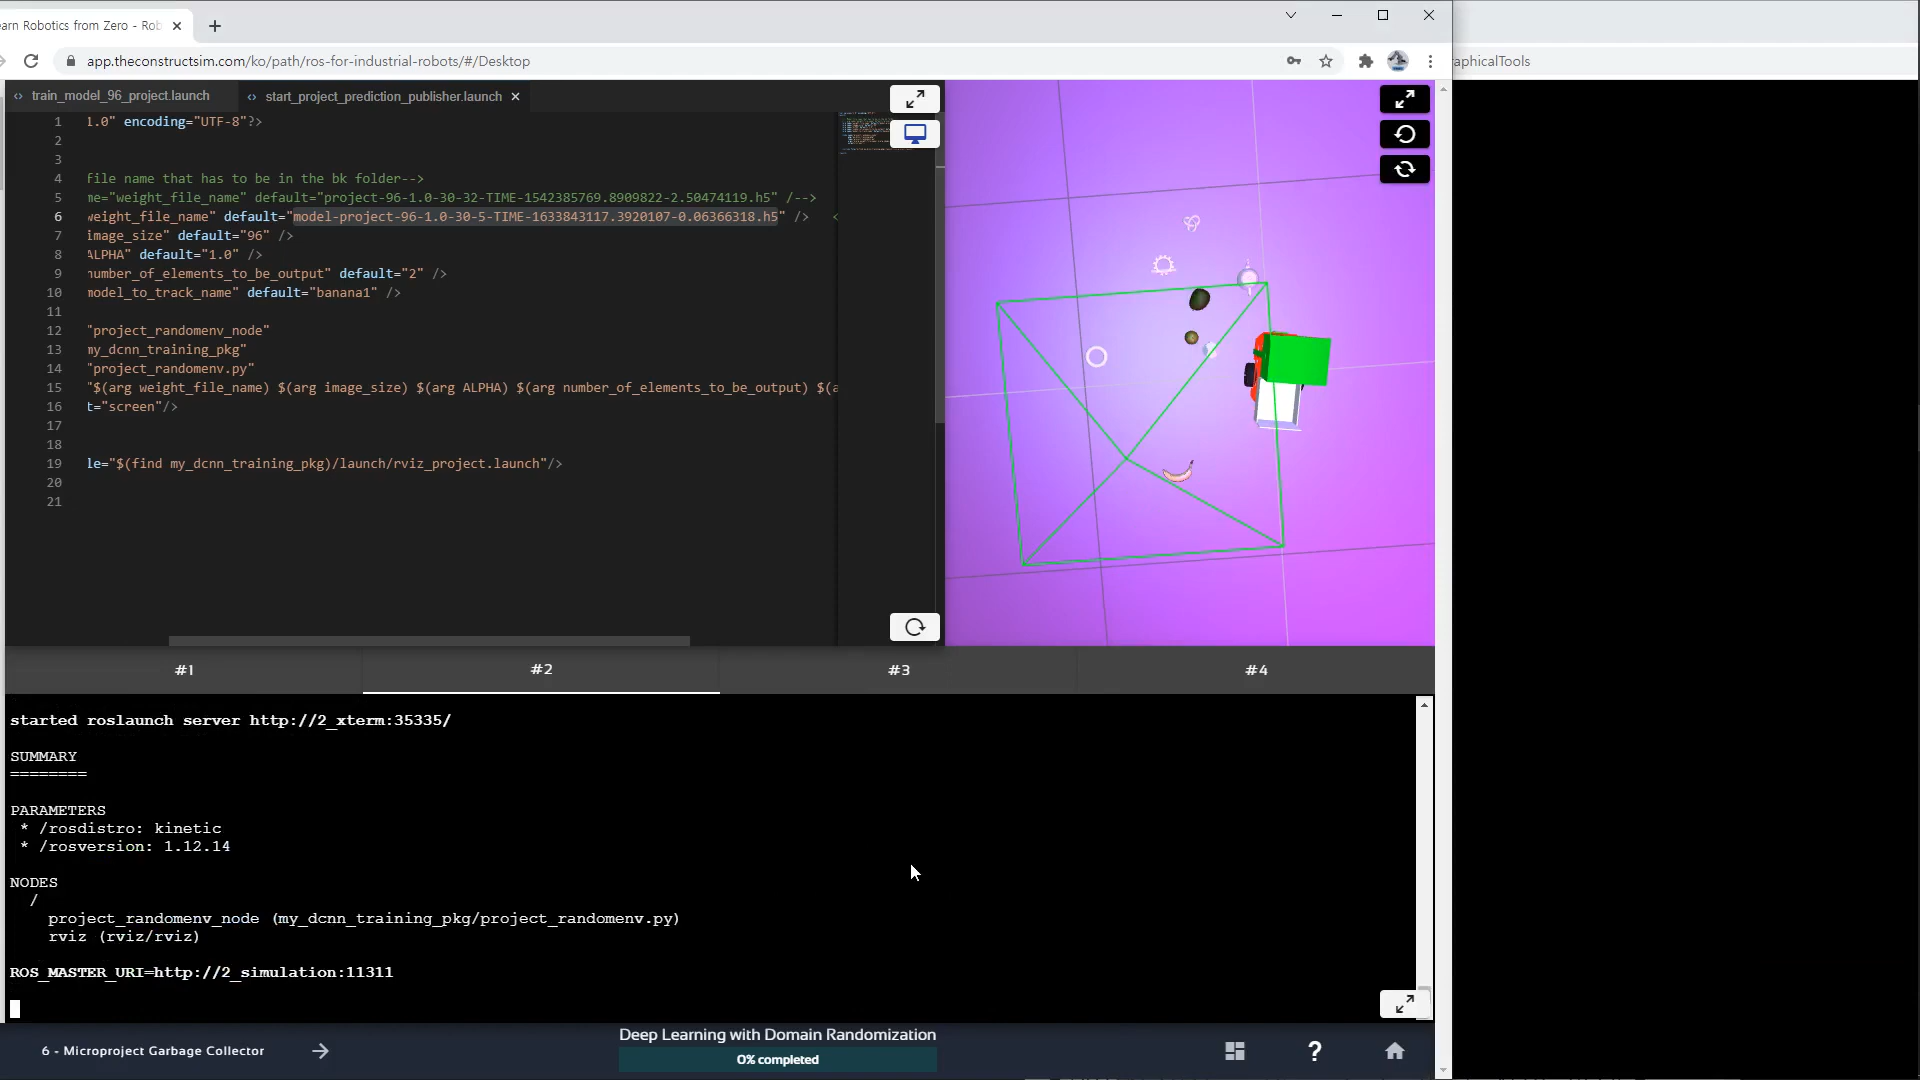 earn Robotics from Zero - Rob
app.theconstructsim.com/ko/path/ros-for-industrial-robots/#/Desktop
aphicalTools
train_model_96_project.launch
start_project_prediction_publisher.launch
1 1.0" encoding="UTF-8"?>
2
3
4 file name that has to be in the bk folder-->
5 me="weight_file_name" default="project-96-1.0-30-32-TIME-1542385769.8909822-2.50474119.h5" /-->
6 weight_file_name" default="model-project-96-1.0-30-5-TIME-1633843117.3920107-0.06366318.h5" /> <
7 image_size" default="96" />
8 ALPHA" default="1.0" />
9 number_of_elements_to_be_output" default="2" />
10 model_to_track_name" default="banana1" />
11
12 "project_randomenv_node"
13 my_dcnn_training_pkg"
14 "project_randomenv.py"
15 "$(arg weight_file_name) $(arg image_size) $(arg ALPHA) $(arg number_of_elements_to_be_output) $(a
16 t="screen"/>
17
18
19 le="$(find my_dcnn_training_pkg)/launch/rviz_project.launch"/>
20
21
#1 #2 #3 #4
started roslaunch server http://2_xterm:35335/
SUMMARY
========
PARAMETERS
* /rosdistro: kinetic
* /rosversion: 1.12.14
NODES
/
project_randomenv_node (my_dcnn_training_pkg/project_randomenv.py)
rviz (rviz/rviz)
ROS_MASTER_URI=http://2_simulation:11311
6 - Microproject Garbage Collector
Deep Learning with Domain Randomization
0% completed
?